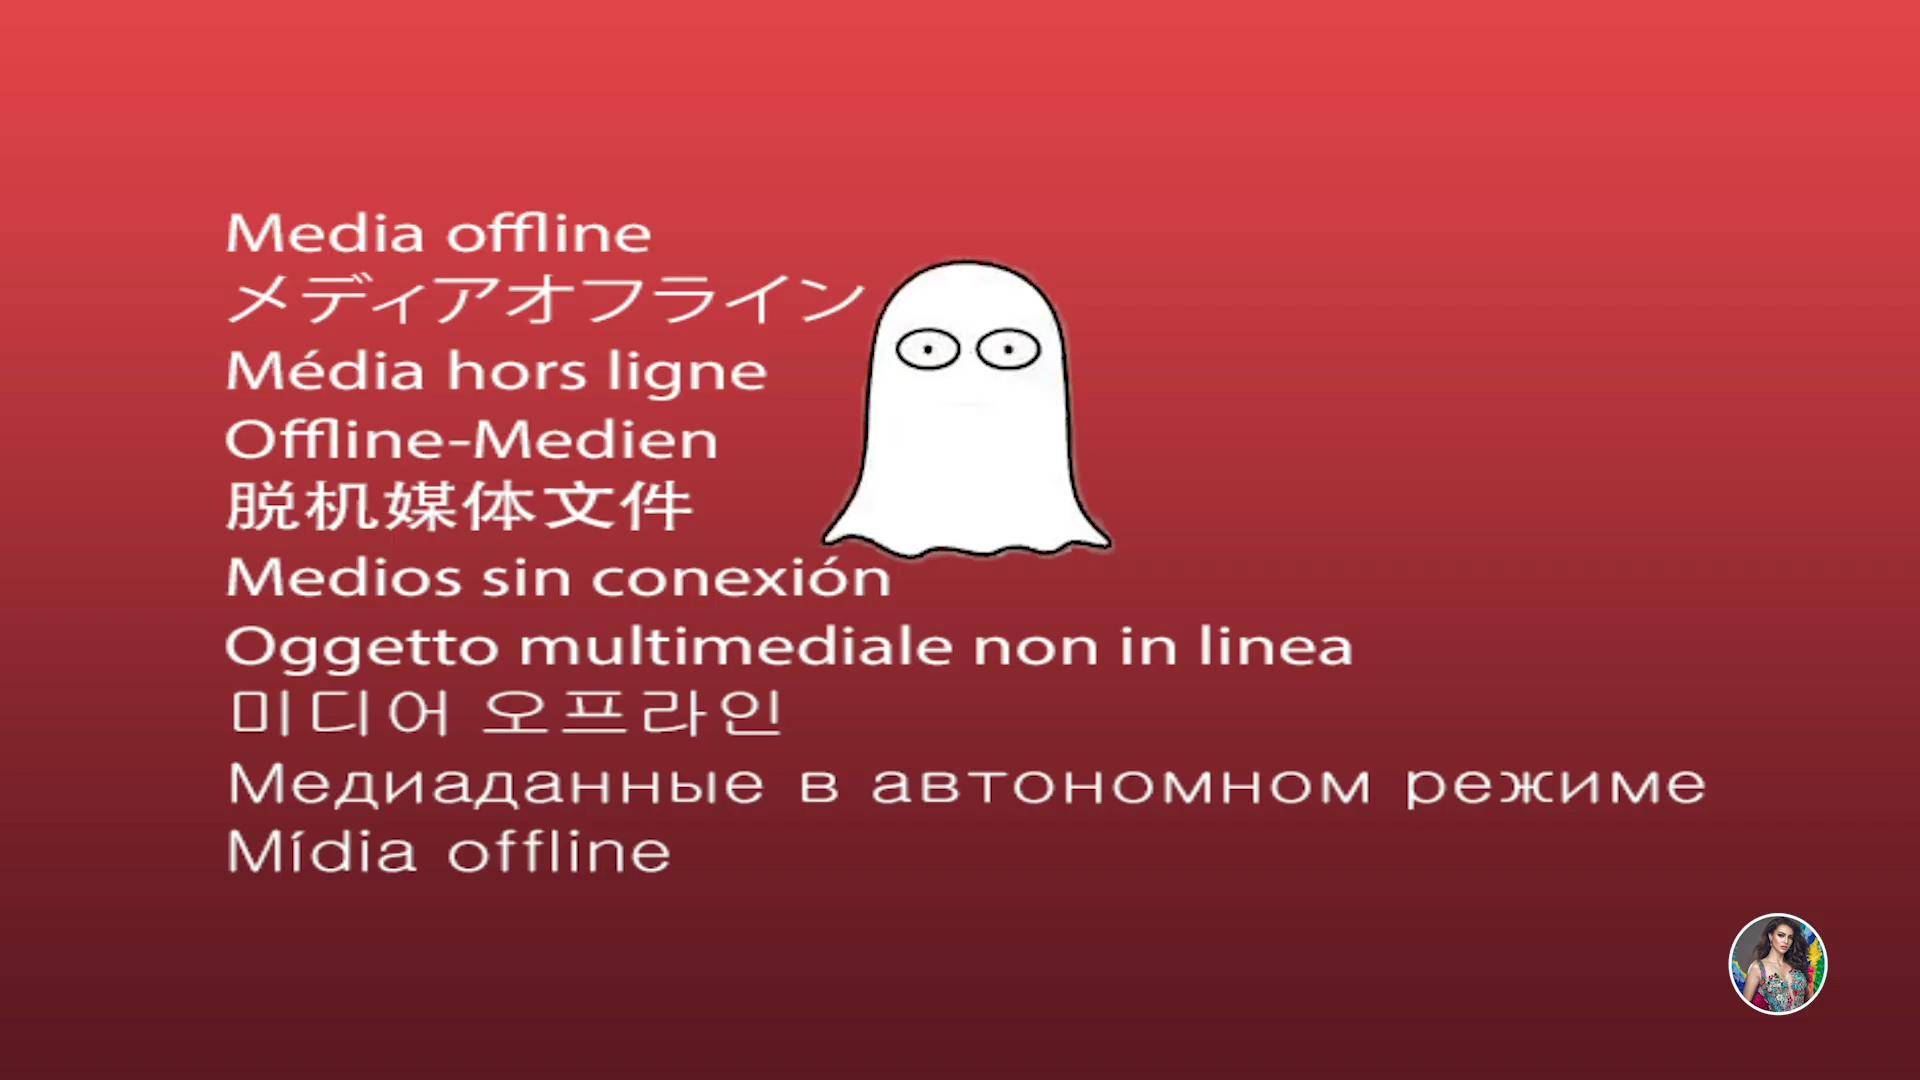 Media offline
メディアオフライン
Média hors ligne
Offline-Medien
脱机媒体文件
Medios sin conexión
Oggetto multimediale non in linea
미디어 오프라인
Медиаданные в автономном режиме
Mídia offline